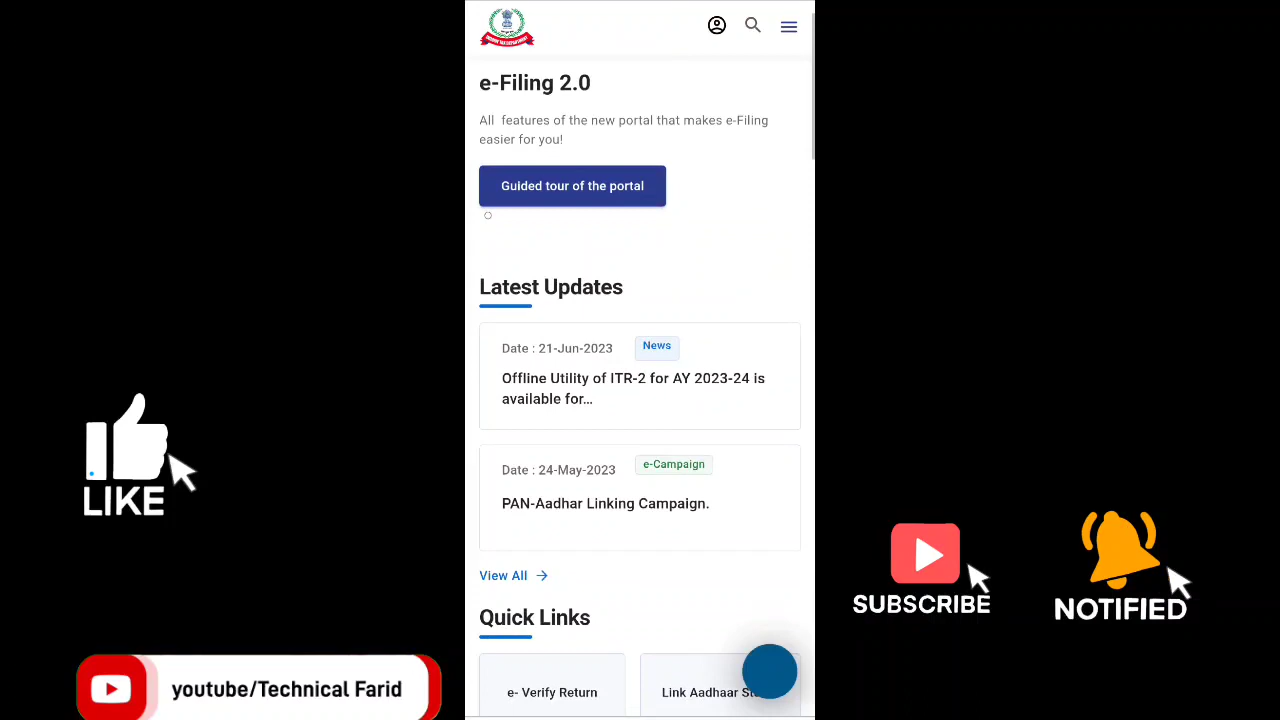 e-Filing 2.0
All features of the new portal that makes e-Filing
easier for you!
Guided tour of the portal
Latest Updates
Date : 21-Jun-2023 News
Offline Utility of ITR-2 for AY 2023-24 is
available for...
Date : 24-May-2023 e-Campaign
PAN-Aadhar Linking Campaign.
View All
Quick Links
e- Verify Return
Link Aadhaar
LIKE
SUBSCRIBE
NOTIFIED
youtube/Technical Farid